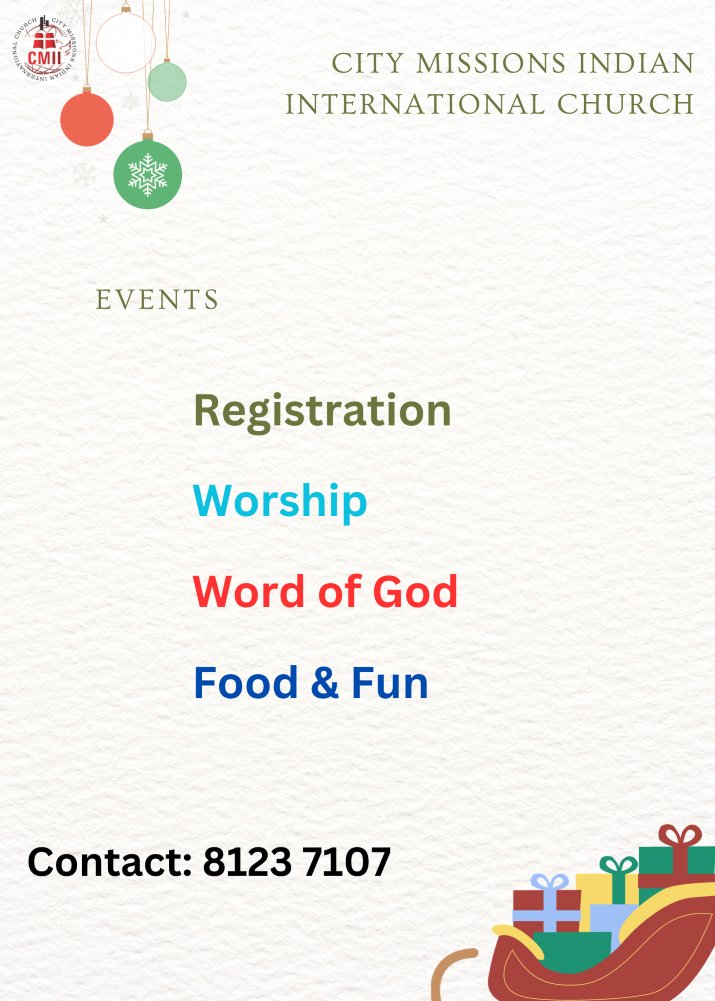 CITY MISSIONS INDIAN INTERNATIONAL CHURCH
CMII
CITY MISSIONS INDIAN
INTERNATIONAL CHURCH
EVENTS
Registration
Worship
Word of God
Food & Fun
Contact: 8123 7107